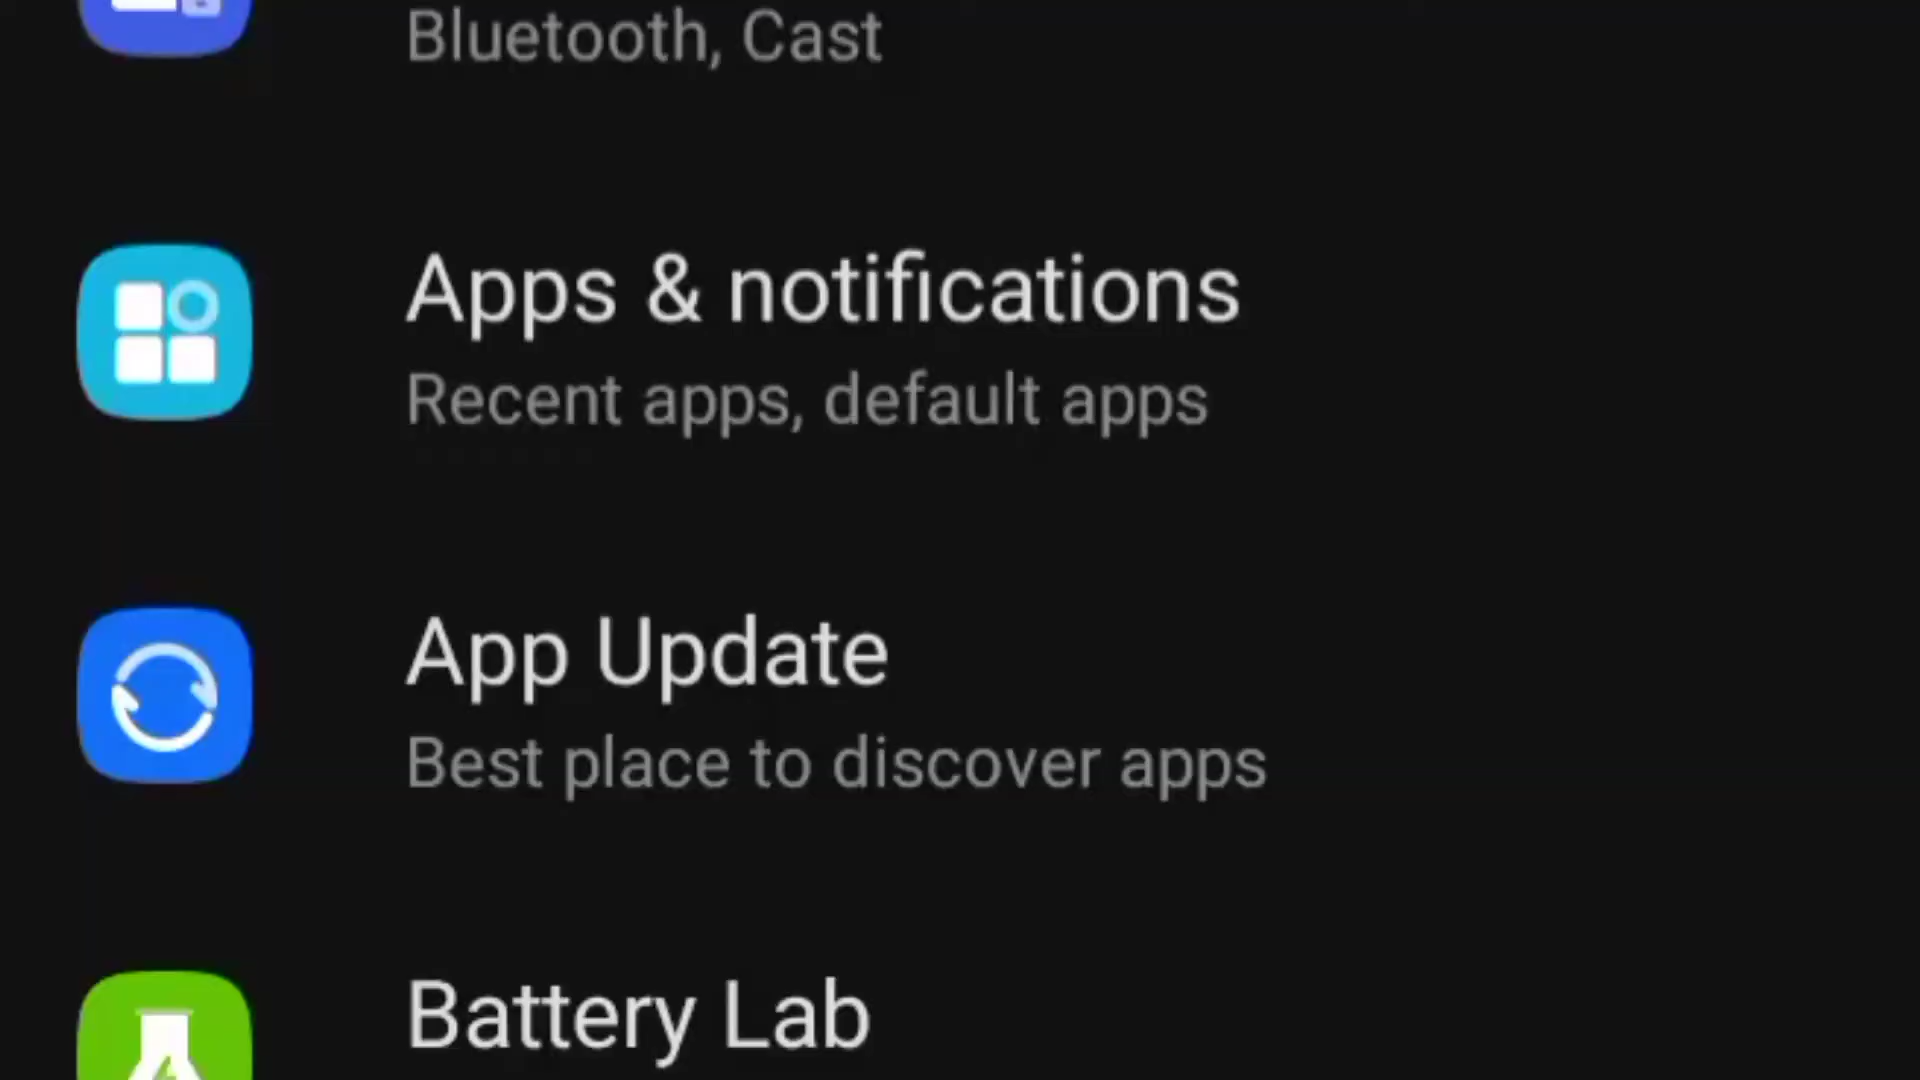 Bluetooth, Cast
Apps & notifications
Recent apps, default apps
App Update
Best place to discover apps
Battery Lab